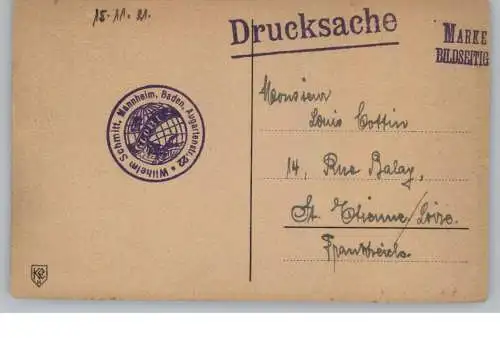 15.11.21.
Drucksache
MARKE
BILDSEITIG
Wilhelm Schmitt, Mannheim, Baden, Augartenstr. 22 *
Monsieur
Louis Cottin
14, Rue Balay,
St. Etienne / Loire.
Frankreich.